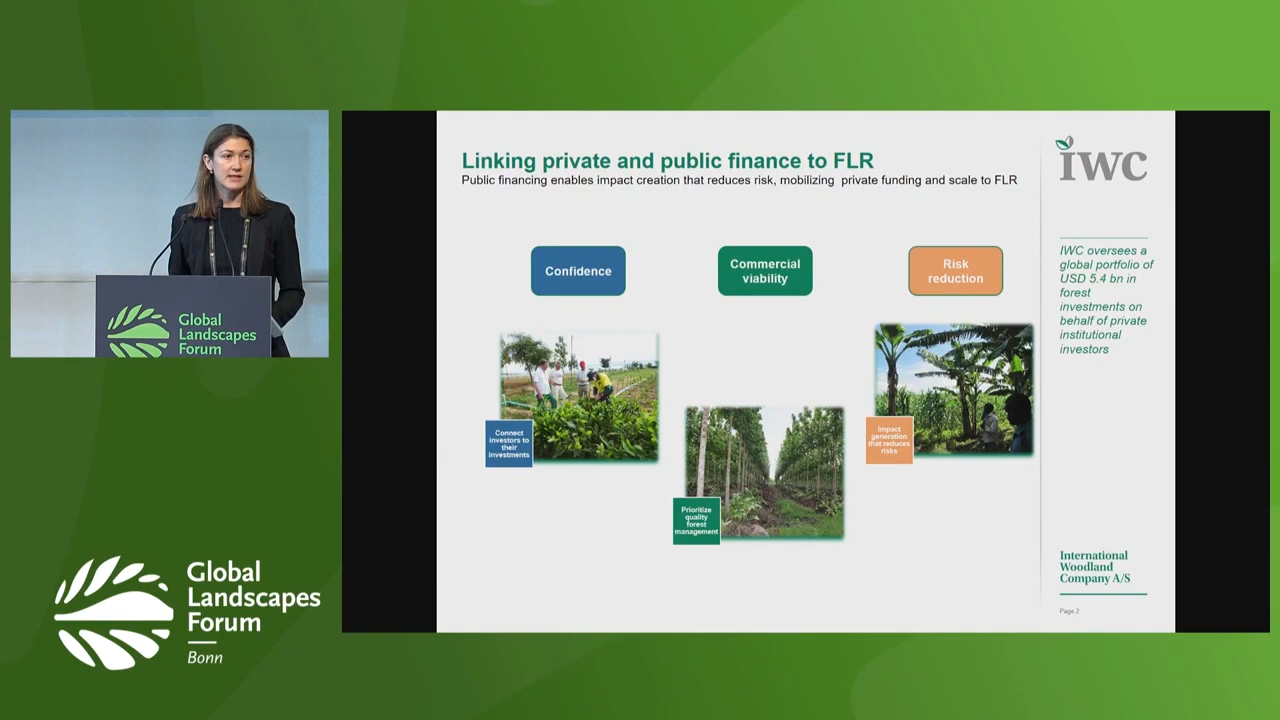 Global
Landscapes
Forum
Global
Landscapes
Forum
Bonn
Linking private and public finance to FLR
Public financing enables impact creation that reduces risk, mobilizing private funding and scale to FLR
Confidence
Commercial
viability
Risk
reduction
Connect
investors to
their
investments
Prioritize
quality
forest
management
Impact
generation
that reduces
risks
IWC
IWC oversees a
global portfolio of
USD 5.4 bn in
forest
investments on
behalf of private
institutional
investors
International
Woodland
Company A/S
Page 2